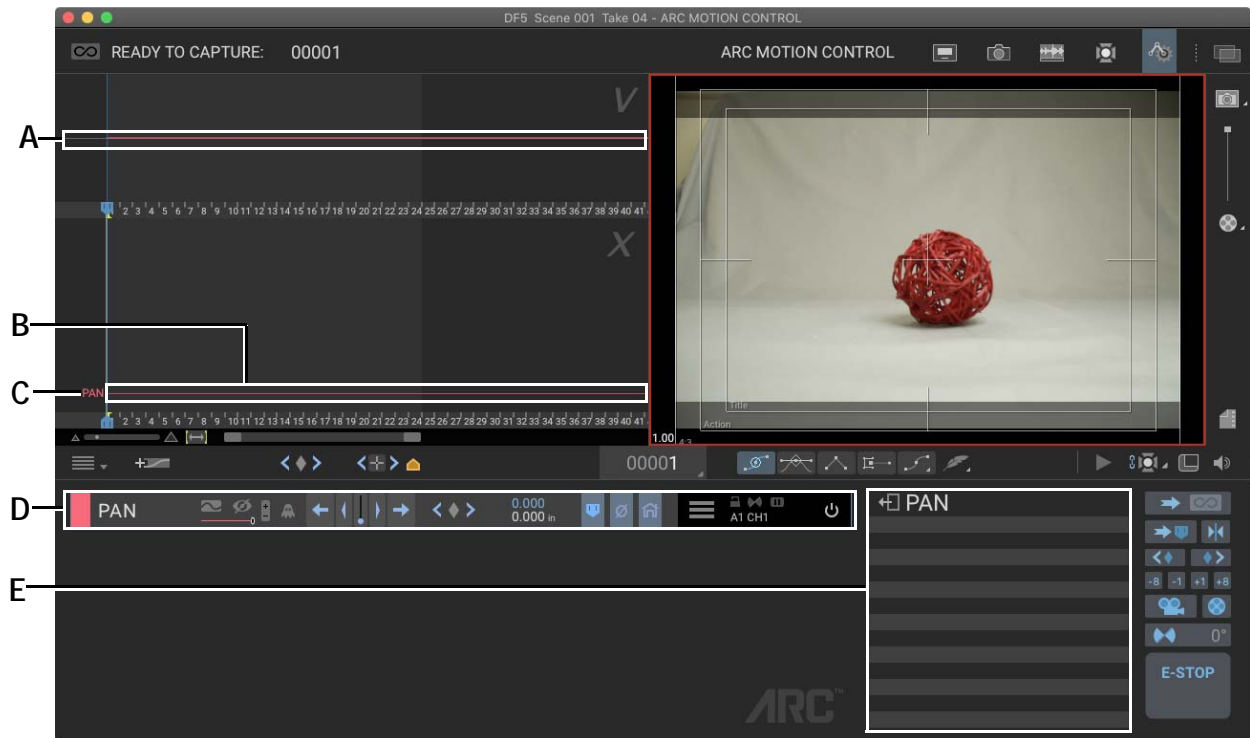 DF5 Scene 001 Take 04 - ARC MOTION CONTROL
READY TO CAPTURE: 00001
ARC MOTION CONTROL
V
A
2 3 4 5 6 7 8 9 10 11 12 13 14 15 16 17 18 19 20 21 22 23 24 25 26 27 28 29 30 31 32 33 34 35 36 37 38 39 40 41
X
B
C
PAN
2 3 4 5 6 7 8 9 10 11 12 13 14 15 16 17 18 19 20 21 22 23 24 25 26 27 28 29 30 31 32 33 34 35 36 37 38 39 40 41
Title
Action
1.00 4:3
00001
D
PAN
0
0.000
0.000 in
A1 CH1
PAN
-8 -1 +1 +8
E
0°
E-STOP
ARC™